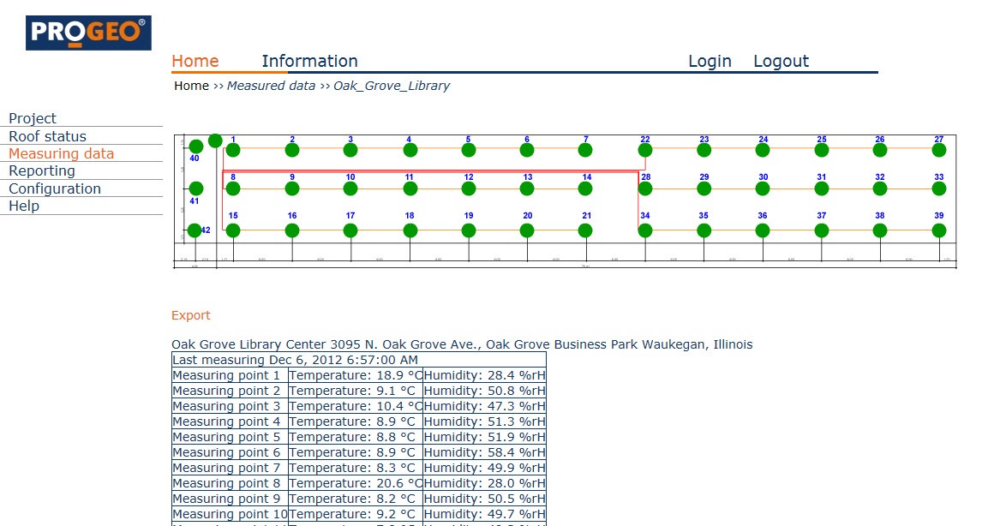 PROGEO®
Home Information Login Logout
Home >> Measured data >> Oak_Grove_Library
Project
Roof status
Measuring data
Reporting
Configuration
Help
1 2 3 4 5 6 7 22 23 24 25 26 27
40
8 9 10 11 12 13 14 28 29 30 31 32 33
41
15 16 17 18 19 20 21 34 35 36 37 38 39
42
Export
Oak Grove Library Center 3095 N. Oak Grove Ave., Oak Grove Business Park Waukegan, Illinois
Last measuring Dec 6, 2012 6:57:00 AM
Measuring point 1 Temperature: 18.9 °C Humidity: 28.4 %rH
Measuring point 2 Temperature: 9.1 °C Humidity: 50.8 %rH
Measuring point 3 Temperature: 10.4 °C Humidity: 47.3 %rH
Measuring point 4 Temperature: 8.9 °C Humidity: 51.3 %rH
Measuring point 5 Temperature: 8.8 °C Humidity: 51.9 %rH
Measuring point 6 Temperature: 8.9 °C Humidity: 58.4 %rH
Measuring point 7 Temperature: 8.3 °C Humidity: 49.9 %rH
Measuring point 8 Temperature: 20.6 °C Humidity: 28.0 %rH
Measuring point 9 Temperature: 8.2 °C Humidity: 50.5 %rH
Measuring point 10 Temperature: 9.2 °C Humidity: 49.7 %rH